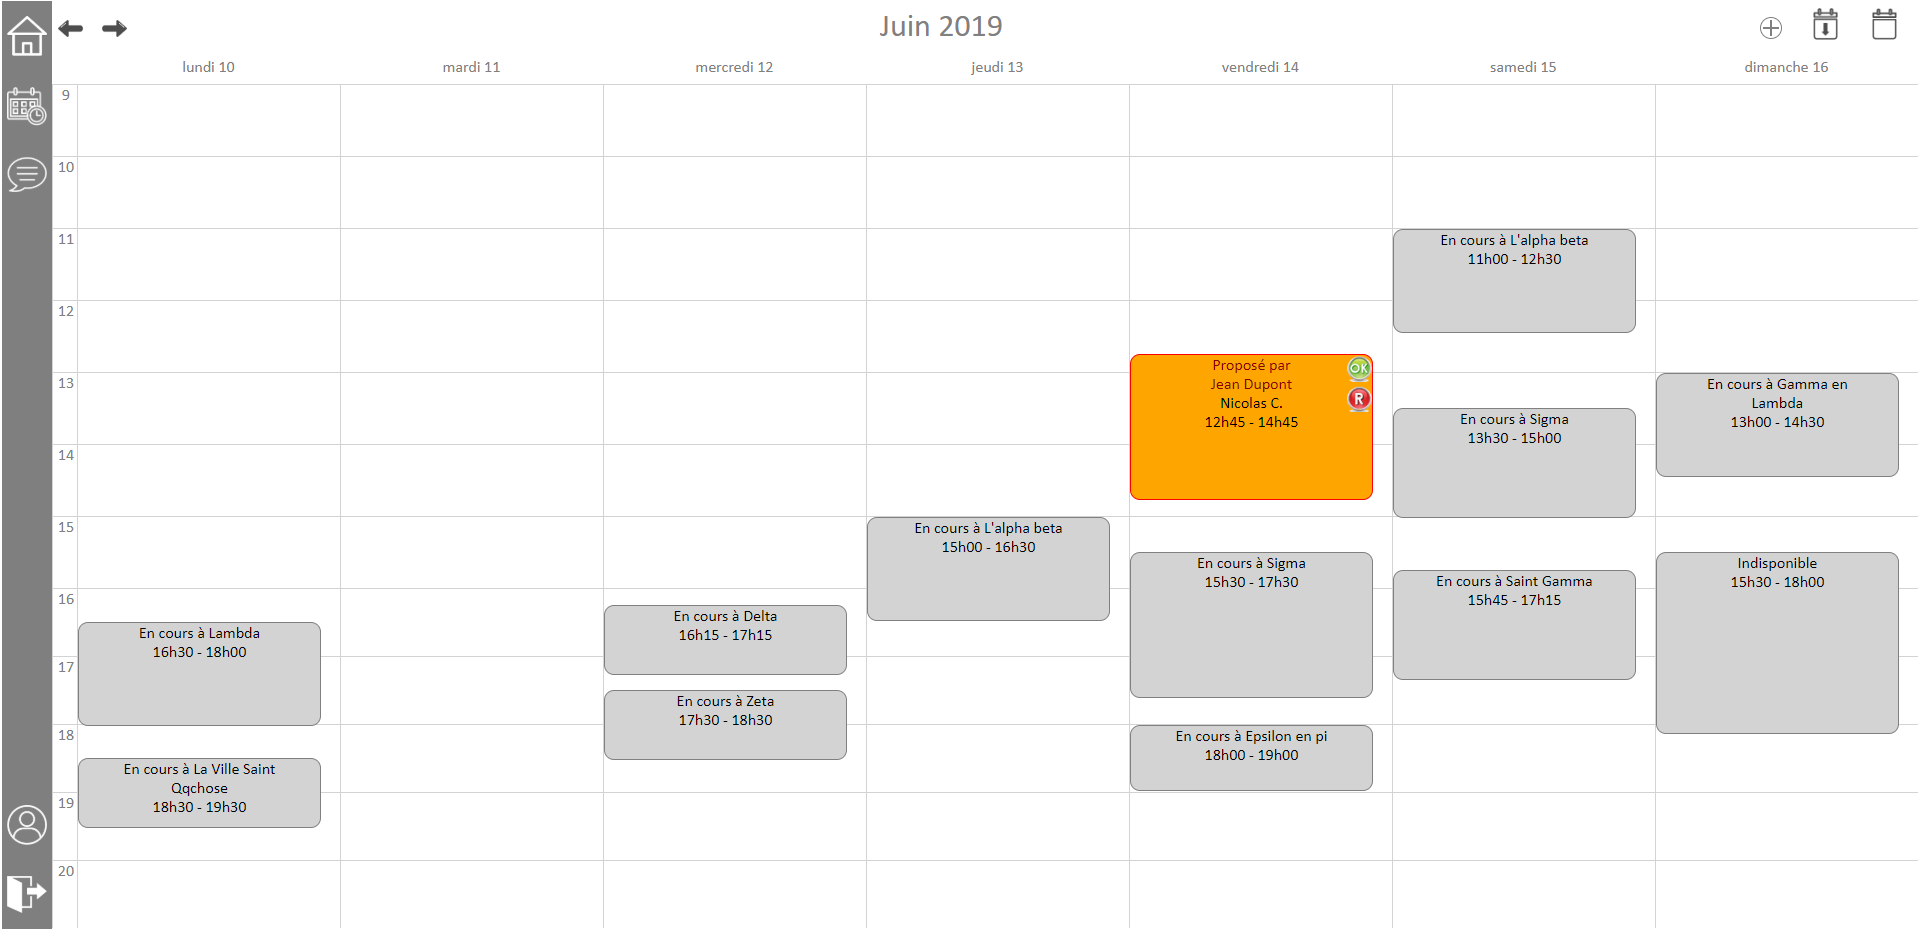 Juin 2019
lundi 10
mardi 11
mercredi 12
jeudi 13
vendredi 14
samedi 15
dimanche 16
9
10
11
12
13
14
15
16
17
18
19
20
En cours à Lambda
16h30 - 18h00
En cours à La Ville Saint
Qqchose
18h30 - 19h30
En cours à Delta
16h15 - 17h15
En cours à Zeta
17h30 - 18h30
En cours à L'alpha beta
15h00 - 16h30
Proposé par
Jean Dupont
Nicolas C.
12h45 - 14h45
OK
R
En cours à Sigma
15h30 - 17h30
En cours à Epsilon en pi
18h00 - 19h00
En cours à L'alpha beta
11h00 - 12h30
En cours à Sigma
13h30 - 15h00
En cours à Saint Gamma
15h45 - 17h15
En cours à Gamma en
Lambda
13h00 - 14h30
Indisponible
15h30 - 18h00